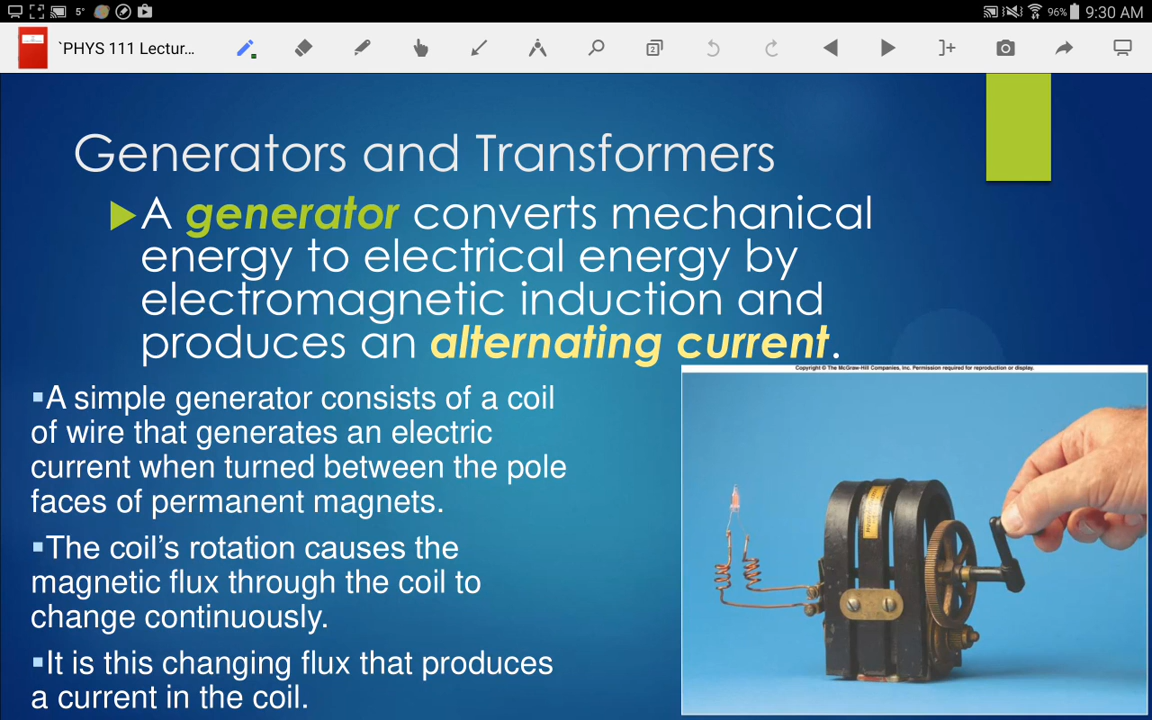 5° 96% 9:30 AM
`PHYS 111 Lectur... 2
Generators and Transformers
A generator converts mechanical
energy to electrical energy by
electromagnetic induction and
produces an alternating current.
Copyright © The McGraw-Hill Companies, Inc. Permission required for reproduction or display.
▪A simple generator consists of a coil
of wire that generates an electric
current when turned between the pole
faces of permanent magnets.
▪The coil’s rotation causes the
magnetic flux through the coil to
change continuously.
▪It is this changing flux that produces
a current in the coil.